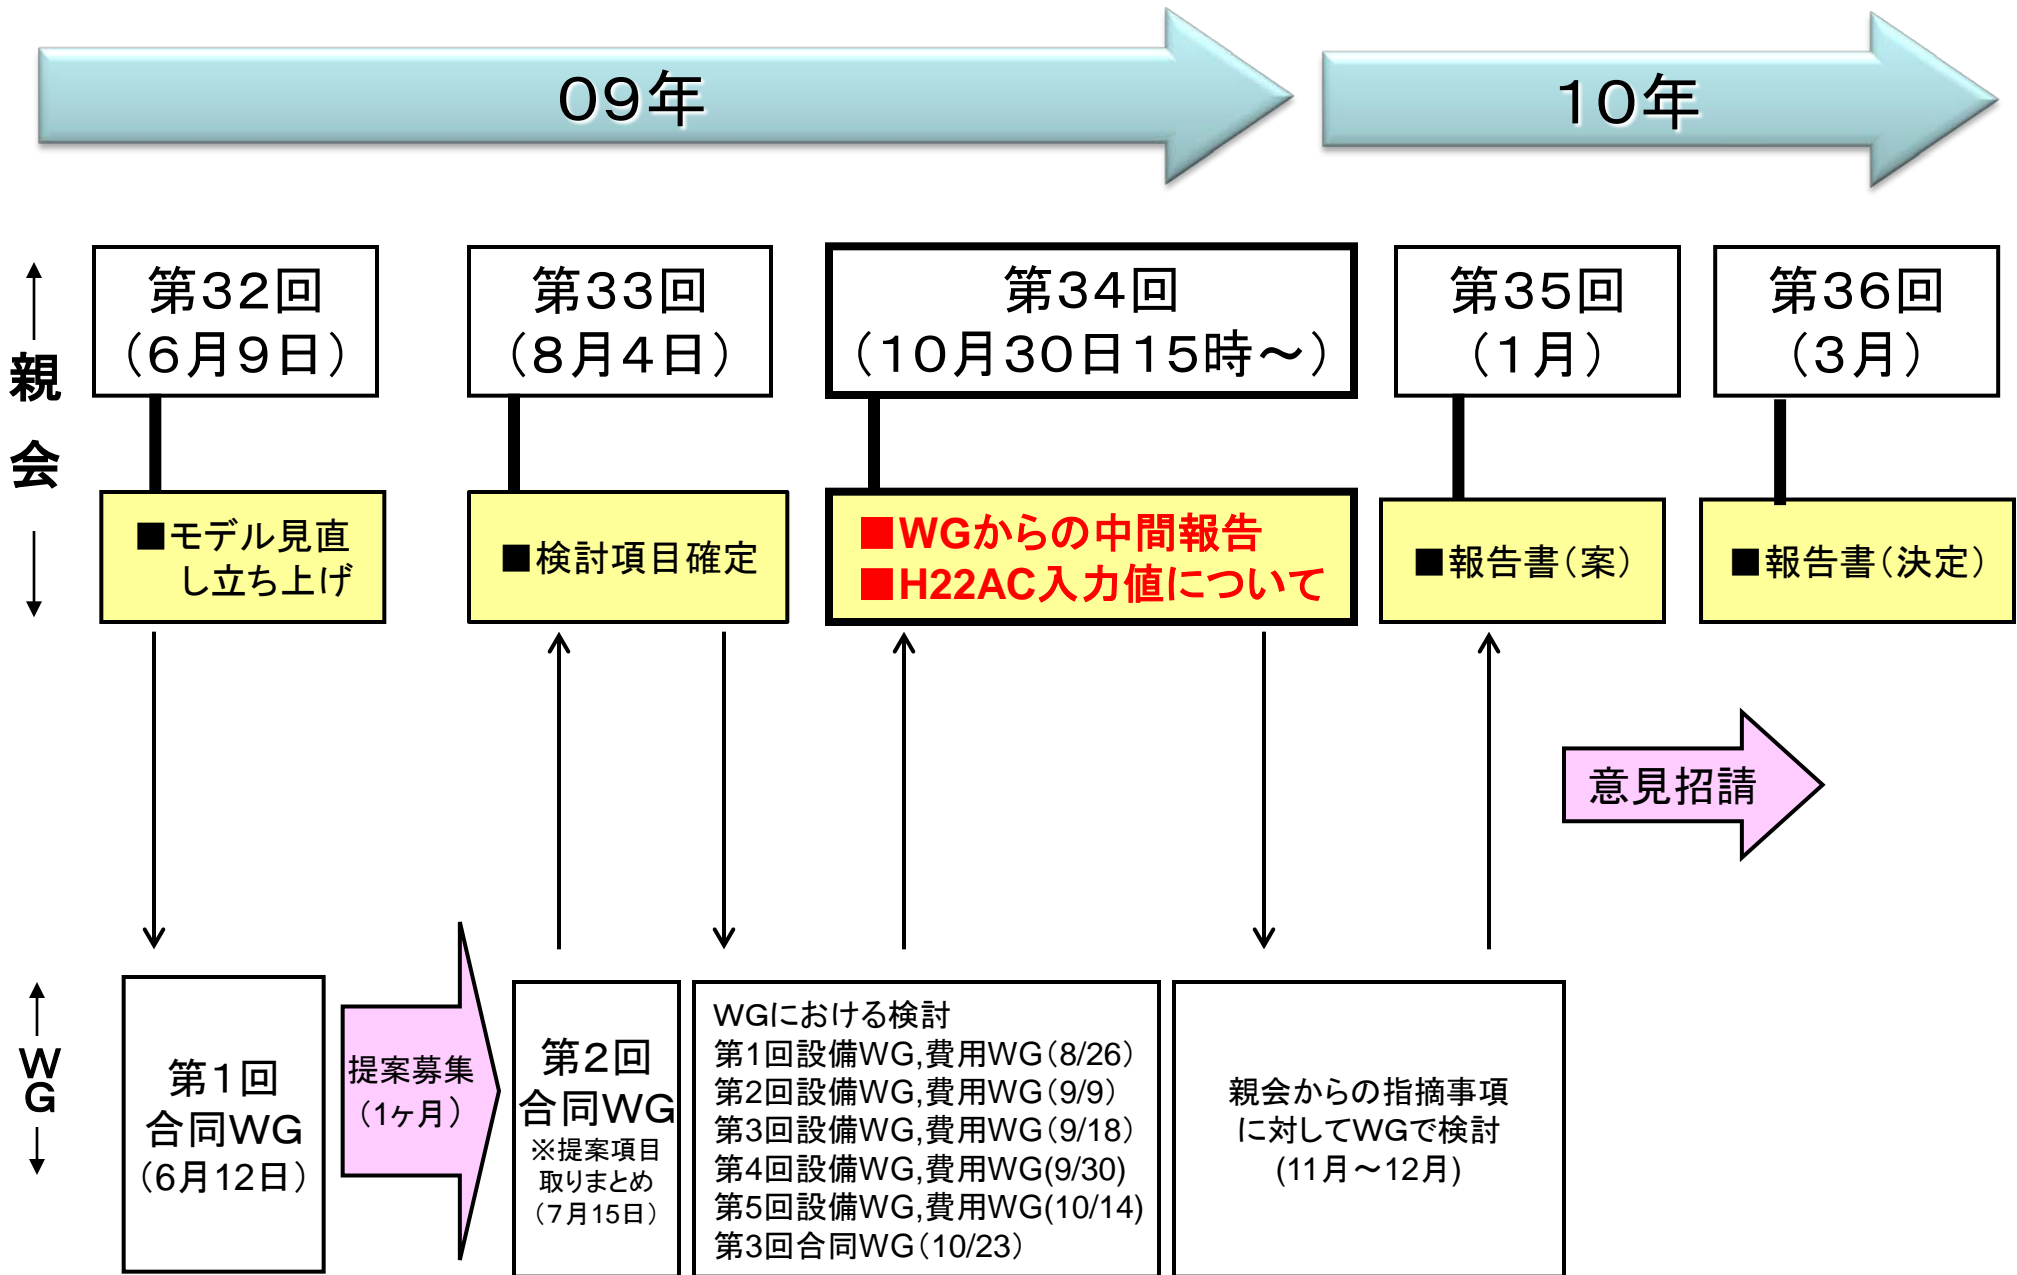 ０９年
１０年
親
会
第３２回
（６月９日）
第３３回
（８月４日）
第３４回
（１０月３０日１５時～）
第３５回
（１月）
第３６回
（３月）
■モデル見直
し立ち上げ
■検討項目確定
■WGからの中間報告
■H22AC入力値について
■報告書（案）
■報告書（決定）
意見招請
ＷＧ
第１回
合同ＷＧ
（6月12日）
提案募集
（1ヶ月）
第２回
合同ＷＧ
※提案項目
取りまとめ
（７月15日）
ＷＧにおける検討
第1回設備ＷＧ,費用ＷＧ（8/26）
第2回設備ＷＧ,費用ＷＧ（9/9）
第3回設備ＷＧ,費用ＷＧ（9/18）
第4回設備ＷＧ,費用ＷＧ(9/30)
第5回設備ＷＧ,費用ＷＧ(10/14)
第3回合同ＷＧ（10/23）
親会からの指摘事項
に対してＷＧで検討
(11月～12月)